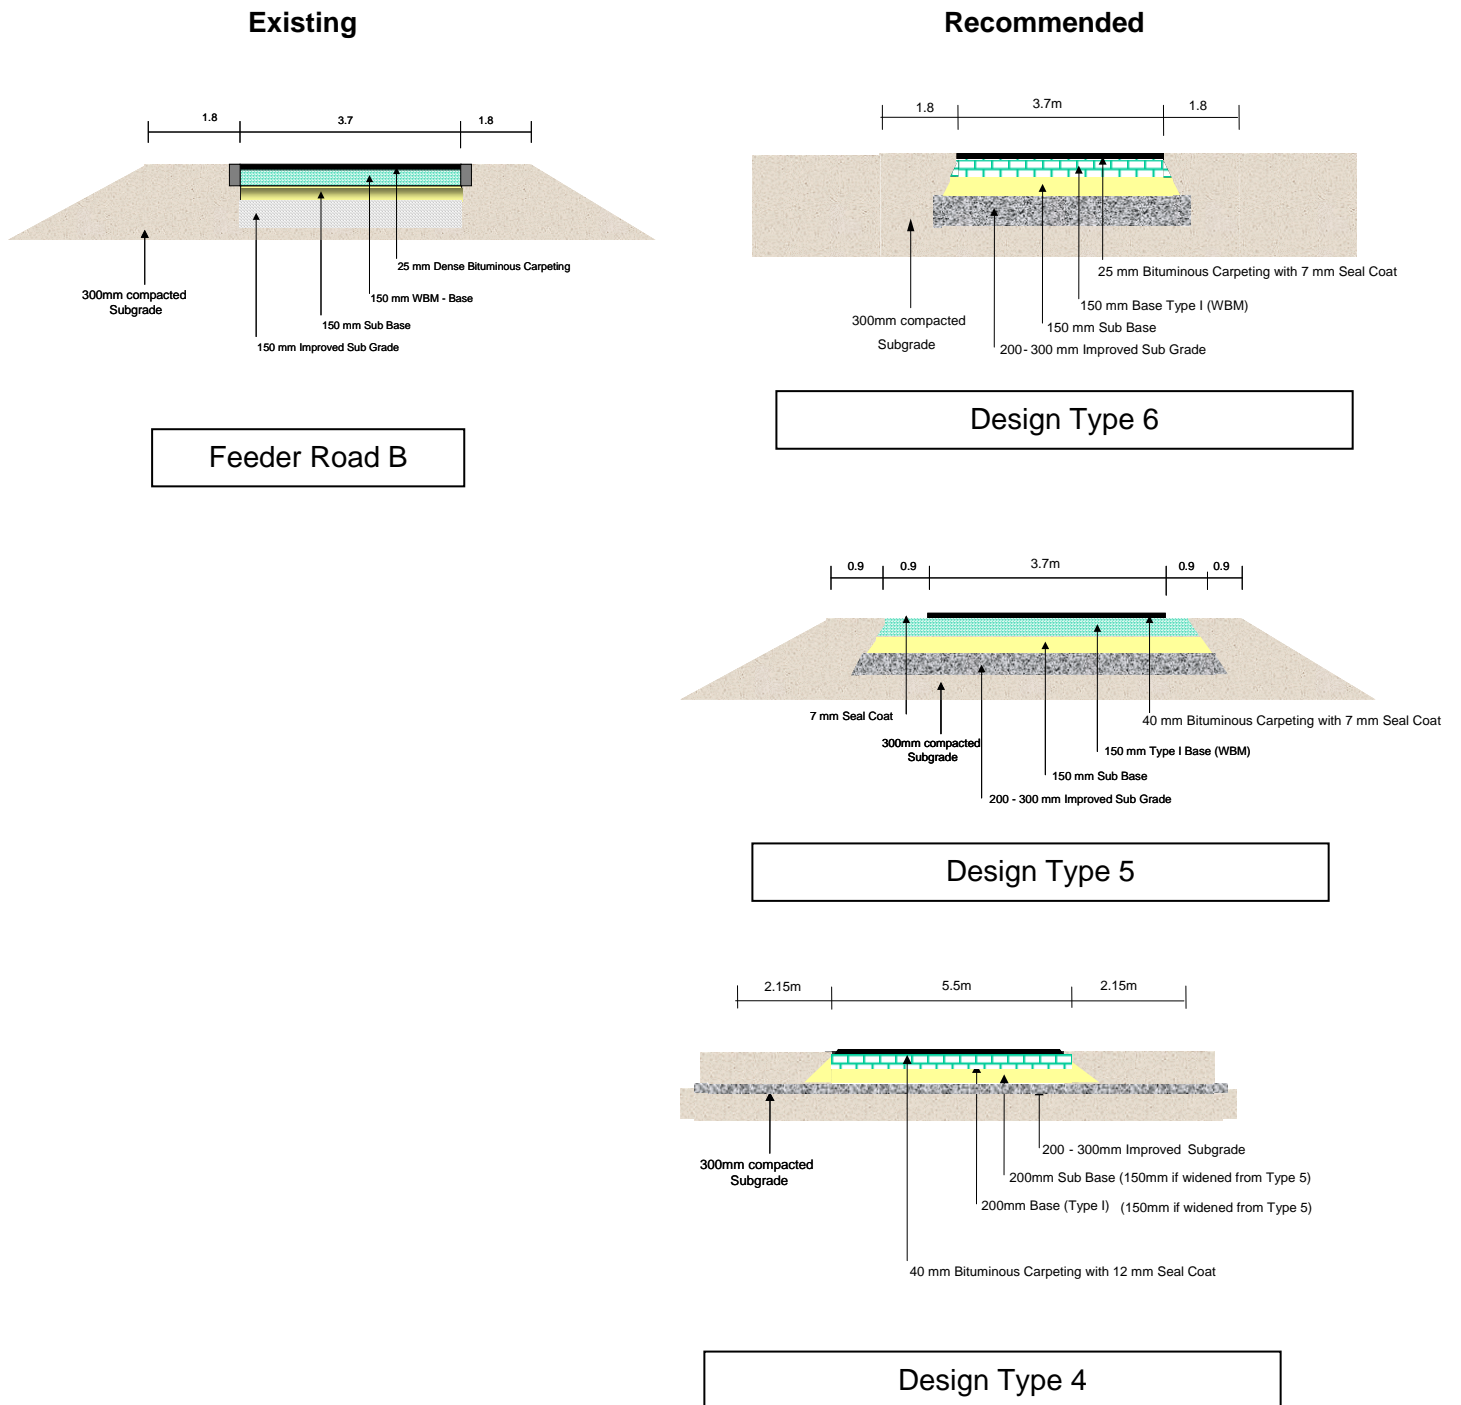 Existing
Recommended
1.8
3.7
1.8
25 mm Dense Bituminous Carpeting
300mm compacted
Subgrade
150 mm WBM - Base
150 mm Sub Base
150 mm Improved Sub Grade
Feeder Road B
1.8
3.7m
1.8
25 mm Bituminous Carpeting with 7 mm Seal Coat
150 mm Base Type I (WBM)
300mm compacted
Subgrade
150 mm Sub Base
200- 300 mm Improved Sub Grade
Design Type 6
0.9
0.9
3.7m
0.9
0.9
7 mm Seal Coat
40 mm Bituminous Carpeting with 7 mm Seal Coat
300mm compacted
Subgrade
150 mm Type I Base (WBM)
150 mm Sub Base
200 - 300 mm Improved Sub Grade
Design Type 5
2.15m
5.5m
2.15m
200 - 300mm Improved Subgrade
300mm compacted
Subgrade
200mm Sub Base (150mm if widened from Type 5)
200mm Base (Type I) (150mm if widened from Type 5)
40 mm Bituminous Carpeting with 12 mm Seal Coat
Design Type 4